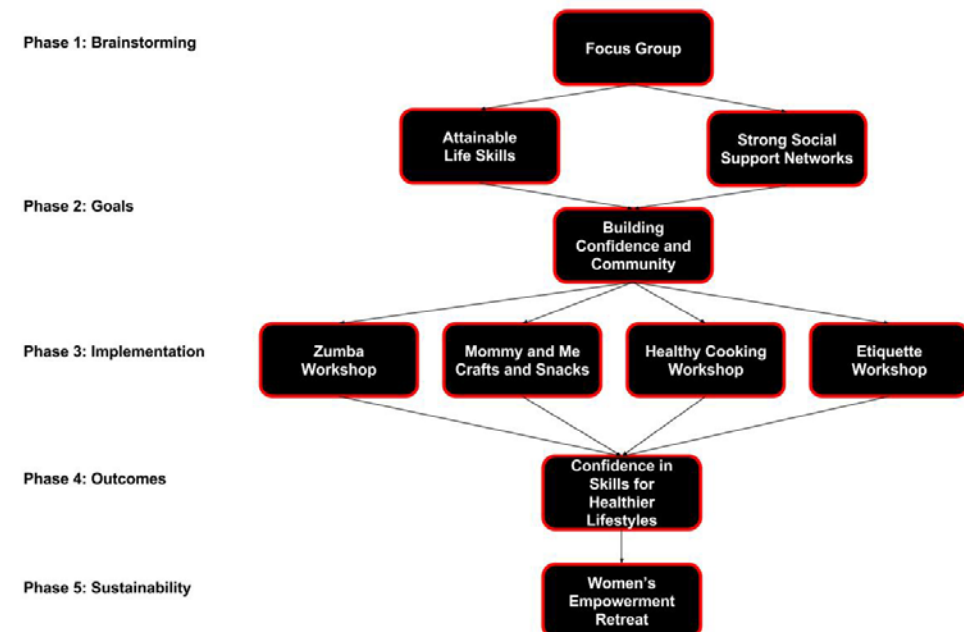 Phase 1: Brainstorming
Focus Group
Attainable
Life Skills
Strong Social
Support Networks
Phase 2: Goals
Building
Confidence and
Community
Phase 3: Implementation
Zumba
Workshop
Mommy and Me
Crafts and Snacks
Healthy Cooking
Workshop
Etiquette
Workshop
Phase 4: Outcomes
Confidence in
Skills for
Healthier
Lifestyles
Phase 5: Sustainability
Women’s
Empowerment
Retreat